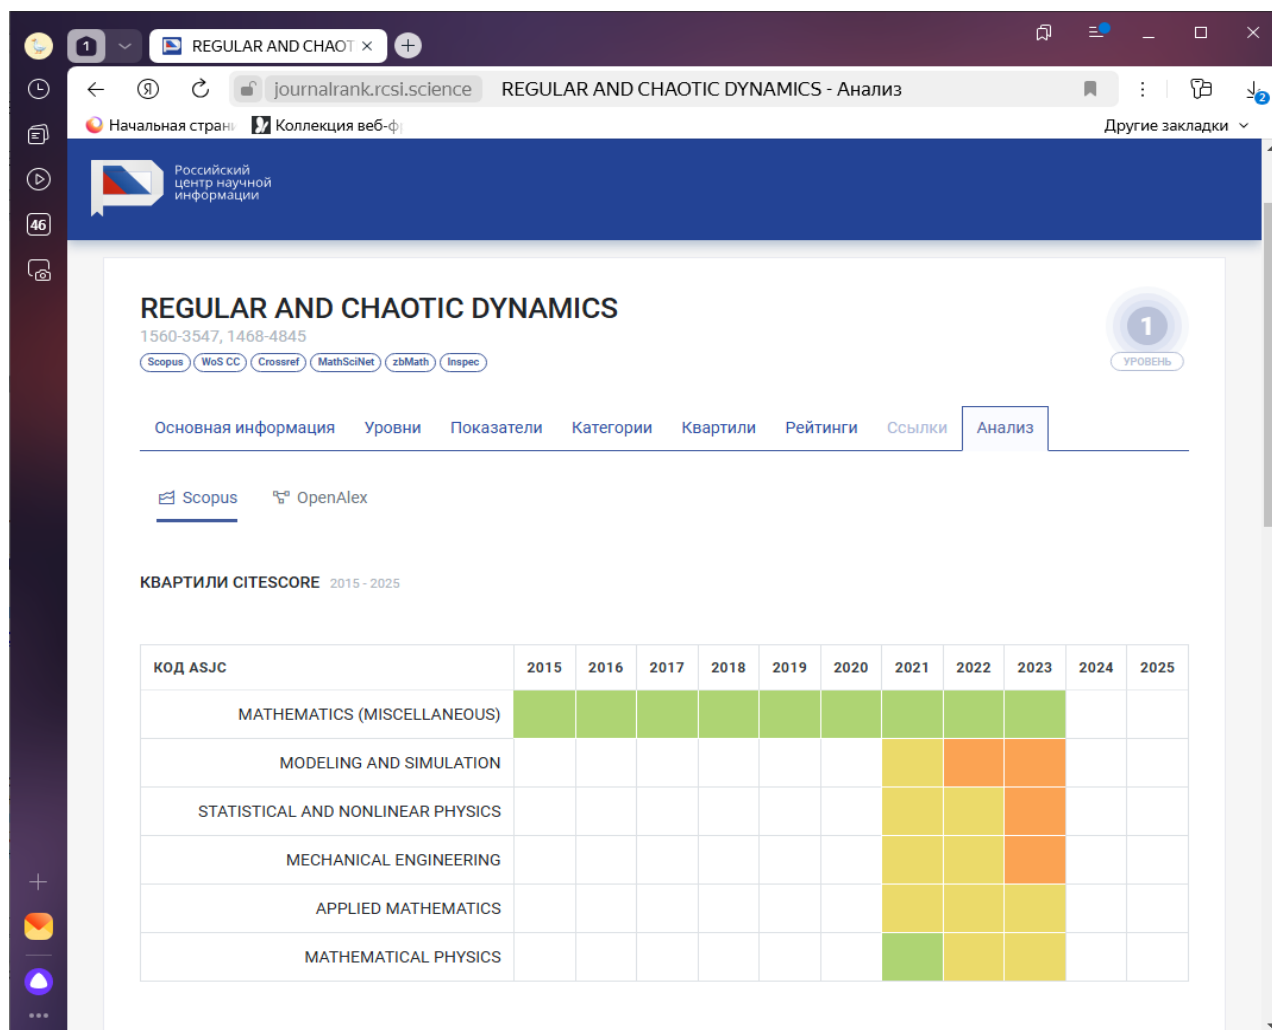 1
REGULAR AND CHAOT
Я
journalrank.rcsi.science REGULAR AND CHAOTIC DYNAMICS - Анализ
2
Начальная страни
Коллекция веб-ф
Другие закладки
46
Российский
центр научной
информации
REGULAR AND CHAOTIC DYNAMICS
1560-3547, 1468-4845
Scopus WoS CC Crossref MathSciNet zbMath Inspec
1
УРОВЕНЬ
Основная информация Уровни Показатели Категории Квартили Рейтинги Ссылки Анализ
Scopus OpenAlex
КВАРТИЛИ CITESCORE 2015 - 2025
КОД ASJC 2015 2016 2017 2018 2019 2020 2021 2022 2023 2024 2025
MATHEMATICS (MISCELLANEOUS)
MODELING AND SIMULATION
STATISTICAL AND NONLINEAR PHYSICS
MECHANICAL ENGINEERING
APPLIED MATHEMATICS
MATHEMATICAL PHYSICS